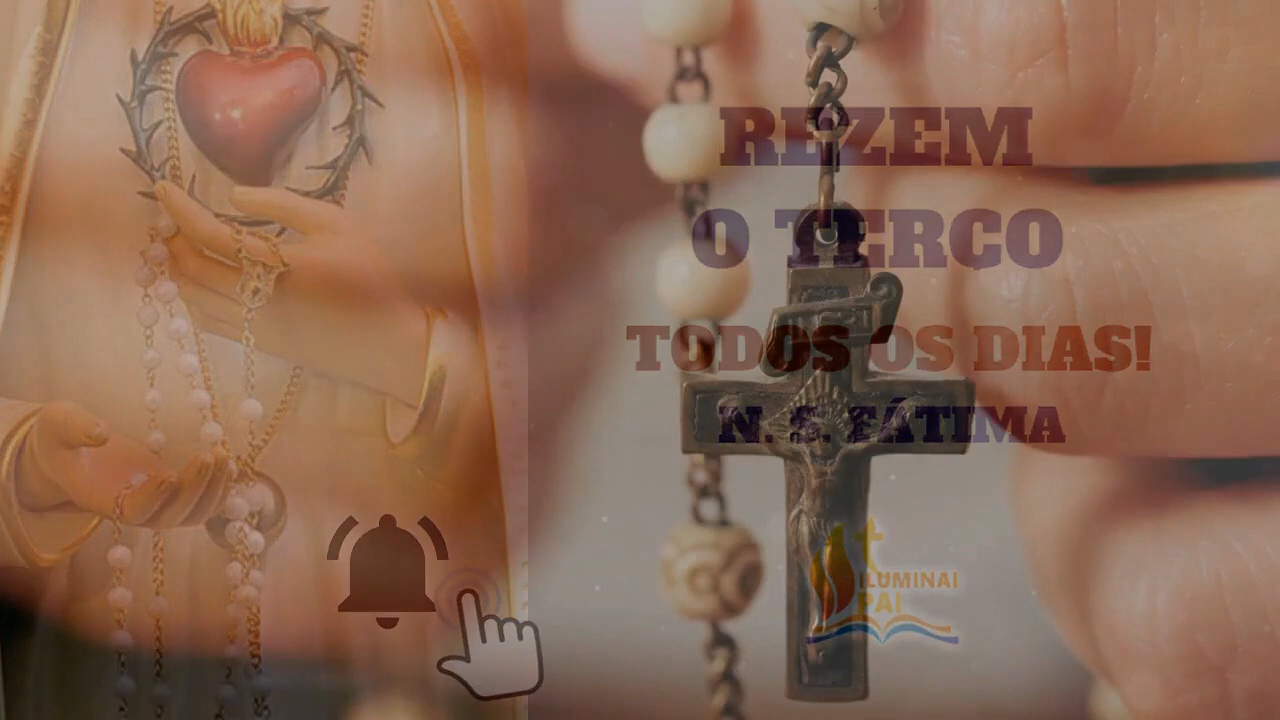 REZEM
O TERÇO
TODOS OS DIAS!
N. S. FÁTIMA
ILUMINAI
PAI